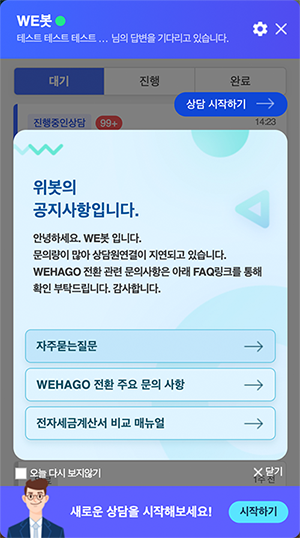 WE봇
테스트 테스트 테스트 ... 님의 답변을 기다리고 있습니다.
대기 진행 완료
상담 시작하기
진행중인상담 99+ 14:23
위봇의
공지사항입니다.
안녕하세요. WE봇 입니다.
문의량이 많아 상담원연결이 지연되고 있습니다.
WEHAGO 전환 관련 문의사항은 아래 FAQ링크를 통해
확인 부탁드립니다. 감사합니다.
자주묻는질문
WEHAGO 전환 주요 문의 사항
전자세금계산서 비교 매뉴얼
오늘 다시 보지않기 닫기
1주 전
새로운 상담을 시작해보세요! 시작하기